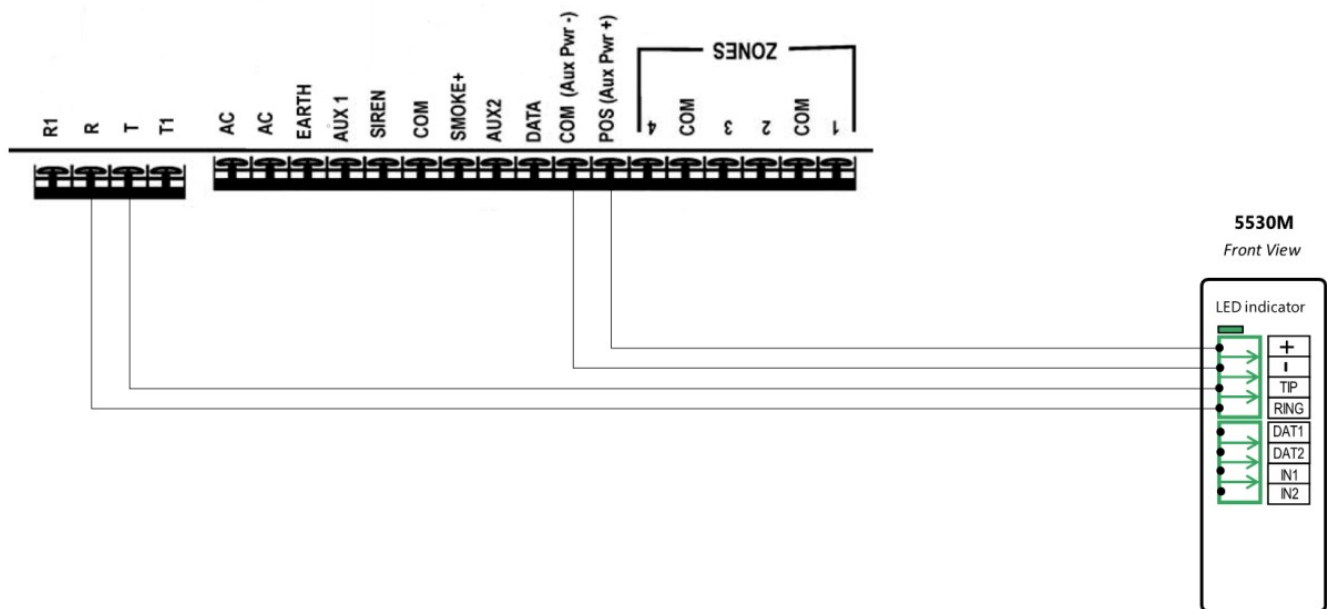 R1
R
T
T1
AC
AC
EARTH
AUX 1
SIREN
COM
SMOKE+
AUX2
DATA
COM (Aux Pwr -)
POS (Aux Pwr +)
ZONES
4
COM
3
2
COM
1
5530M
Front View
LED indicator
+
-
TIP
RING
DAT1
DAT2
IN1
IN2